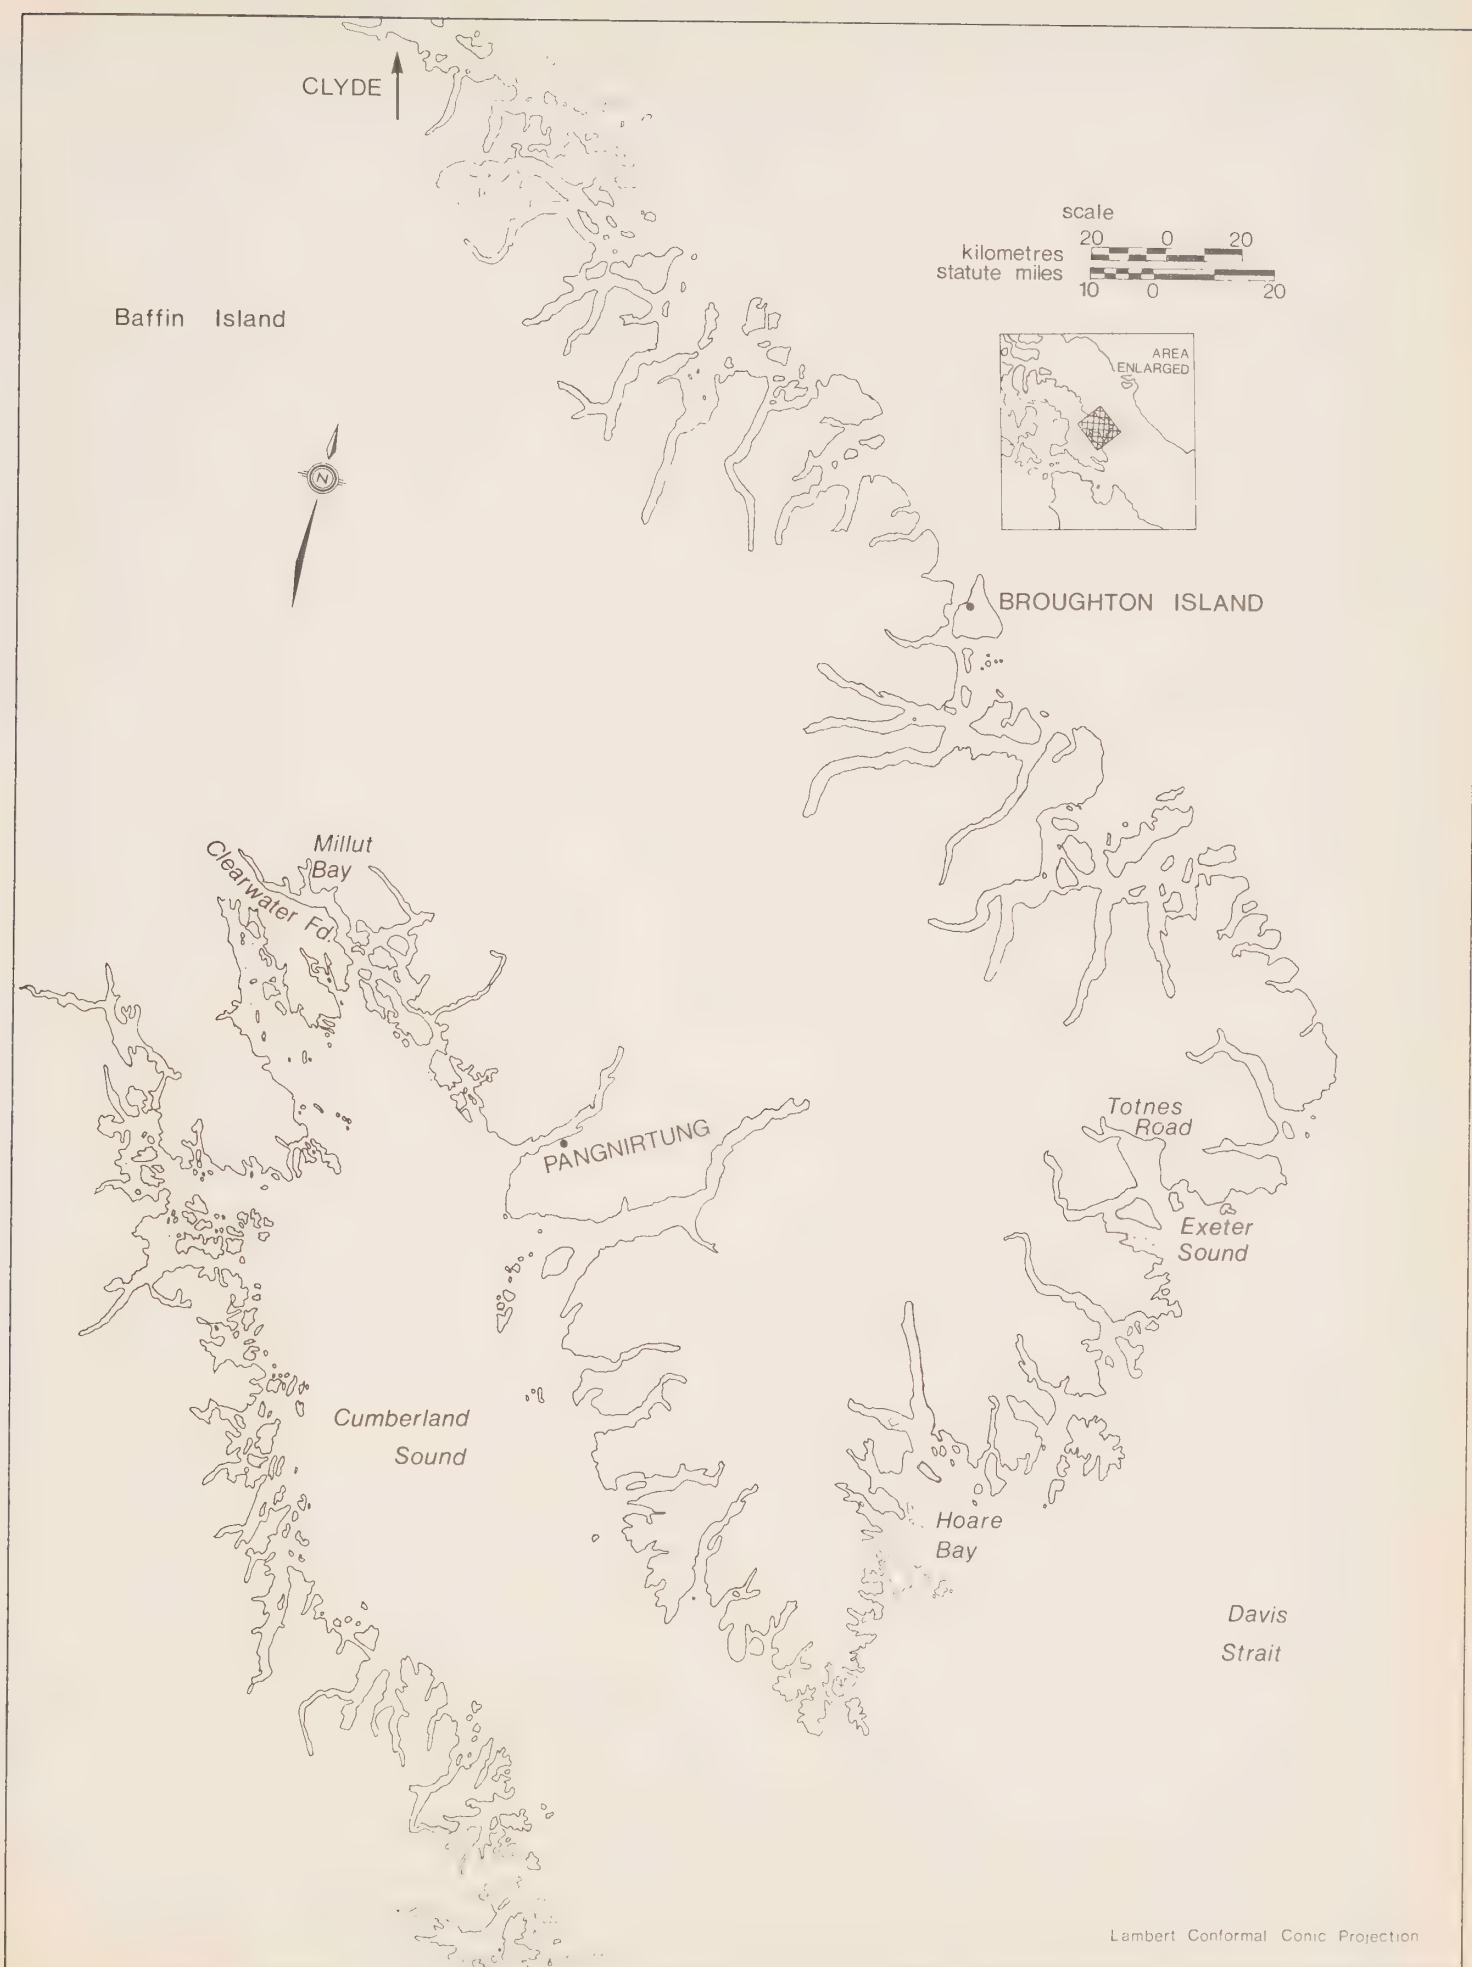 CLYDE
scale
20 0 20
kilometres
statute miles
10 0 20
Baffin Island
AREA
ENLARGED
N
BROUGHTON ISLAND
Millut
Bay
Clearwater Fd.
Totnes
Road
PANGNIRTUNG
Exeter
Sound
Cumberland
Sound
Hoare
Bay
Davis
Strait
Lambert Conformal Conic Projection